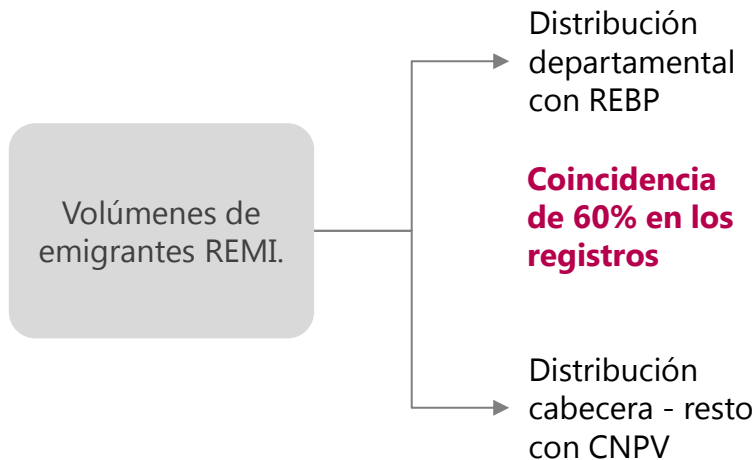 Distribución
departamental
con REBP
Volúmenes de
emigrantes REMI.
Coincidencia
de 60% en los
registros
Distribución
cabecera - resto
con CNPV